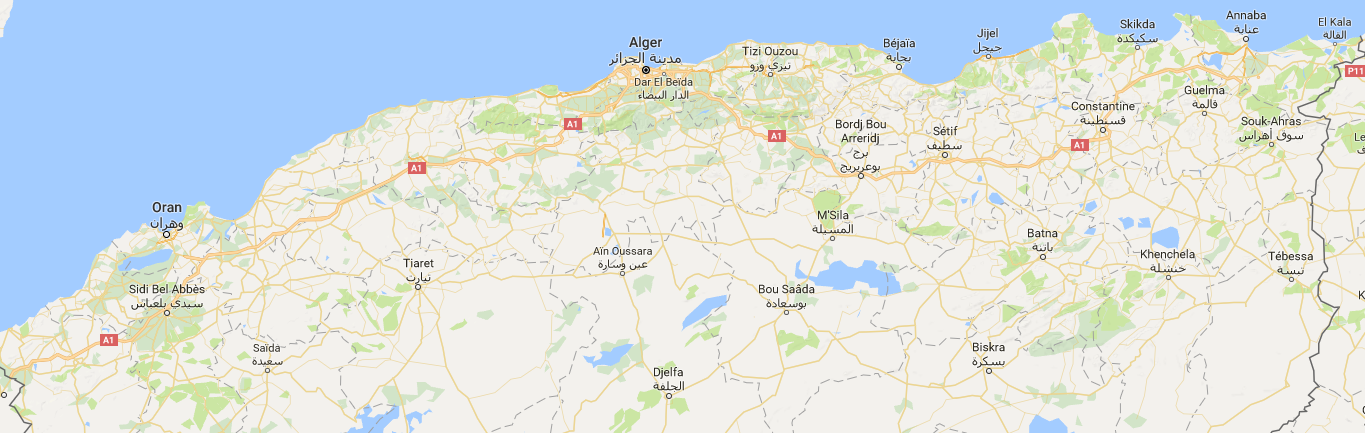 Skikda
سكيكدة
Annaba
عنابة
El Kala
القالة
Jijel
جيجل
Béjaïa
بجاية
Alger
مدينة الجزائر
Tizi Ouzou
تيزي وزو
Dar El Beïda
الدار البيضاء
P11
Guelma
قالمة
Constantine
قسنطينة
A1
Souk-Ahras
سوق أهراس
Bordj Bou
Arreridj
برج
بوعريريج
Sétif
سطيف
A1
A1
Le
A1
Oran
وهران
M'Sila
المسيلة
Batna
باتنة
Khenchela
خنشلة
Tébessa
تبسة
Aïn Oussara
عين وسارة
Tiaret
تيارت
Sidi Bel Abbès
سيدي بلعباس
Bou Saâda
بوسعادة
K
A1
Saïda
سعيدة
Biskra
بسكرة
Djelfa
الجلفة